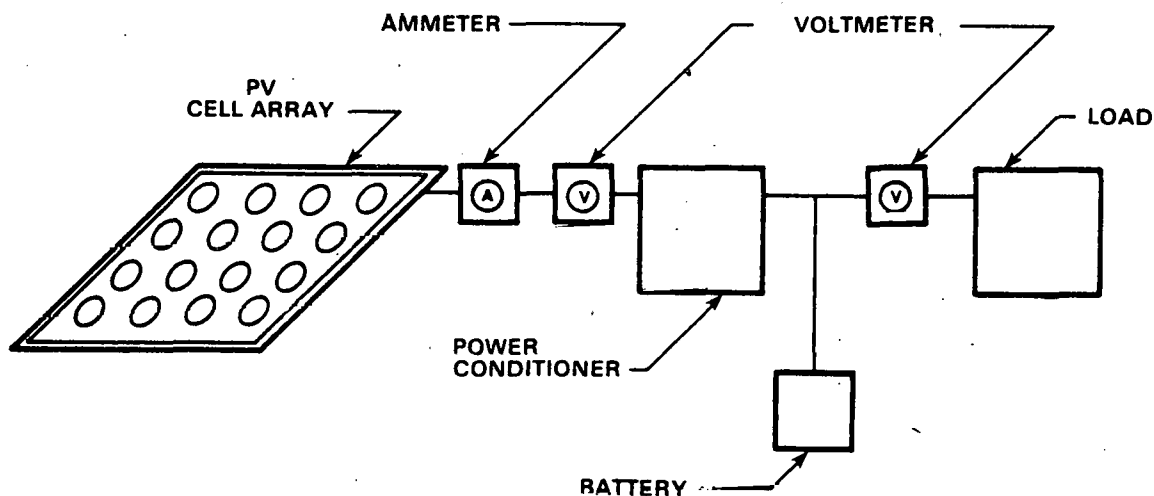 AMMETER
VOLTMETER
PV
CELL ARRAY
LOAD
A
V
V
POWER
CONDITIONER
BATTERY